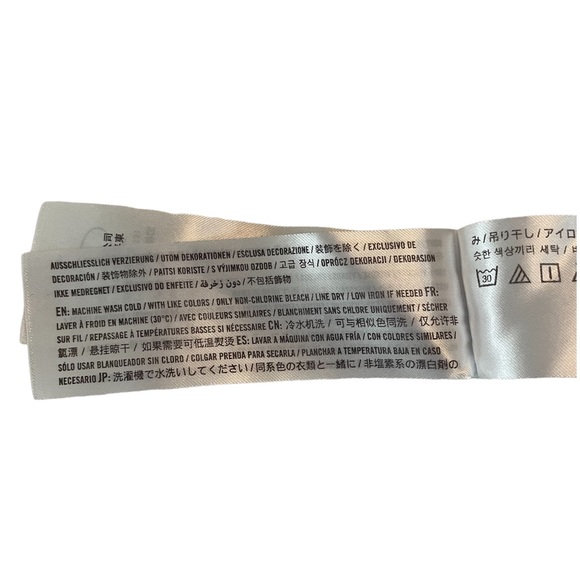 AUSSCHLIESSLICH VERZIERUNG / UTOM DEKORATIONEN / ESCLUSA DECORAZIONE / 装飾を除く / EXCLUSIVO DE
DECORACIÓN / 装饰物除外 / PAITSI KORISTE / S VÝJIMKOU OZDOB / 고급 장식 / OPRÓCZ DEKORACJI / DEKORASJON
IKKE MEDREGNET / EXCLUSIVO DO ENFEITE / دون زخرفة / 不包括飾物
EN: MACHINE WASH COLD / WITH LIKE COLORS / ONLY NON-CHLORINE BLEACH / LINE DRY / LOW IRON IF NEEDED FR:
LAVER À FROID EN MACHINE (30°C) / AVEC COULEURS SIMILAIRES / BLANCHIMENT SANS CHLORE UNIQUEMENT / SÉCHER
SUR FIL / REPASSAGE À TEMPÉRATURES BASSES SI NÉCESSAIRE CN: 冷水机洗 / 可与相似色同洗 / 仅允许非
氯漂 / 悬挂晾干 / 如果需要可低温熨烫 ES: LAVAR A MÁQUINA CON AGUA FRÍA / CON COLORES SIMILARES /
SÓLO USAR BLANQUEADOR SIN CLORO / COLGAR PRENDA PARA SECARLA / PLANCHAR A TEMPERATURA BAJA EN CASO
NECESARIO JP: 洗濯機で水洗いしてください / 同系色の衣類と一緒に / 非塩素系の漂白剤の
み / 吊り干し / アイロ
슷한 색상끼리 세탁 /
30